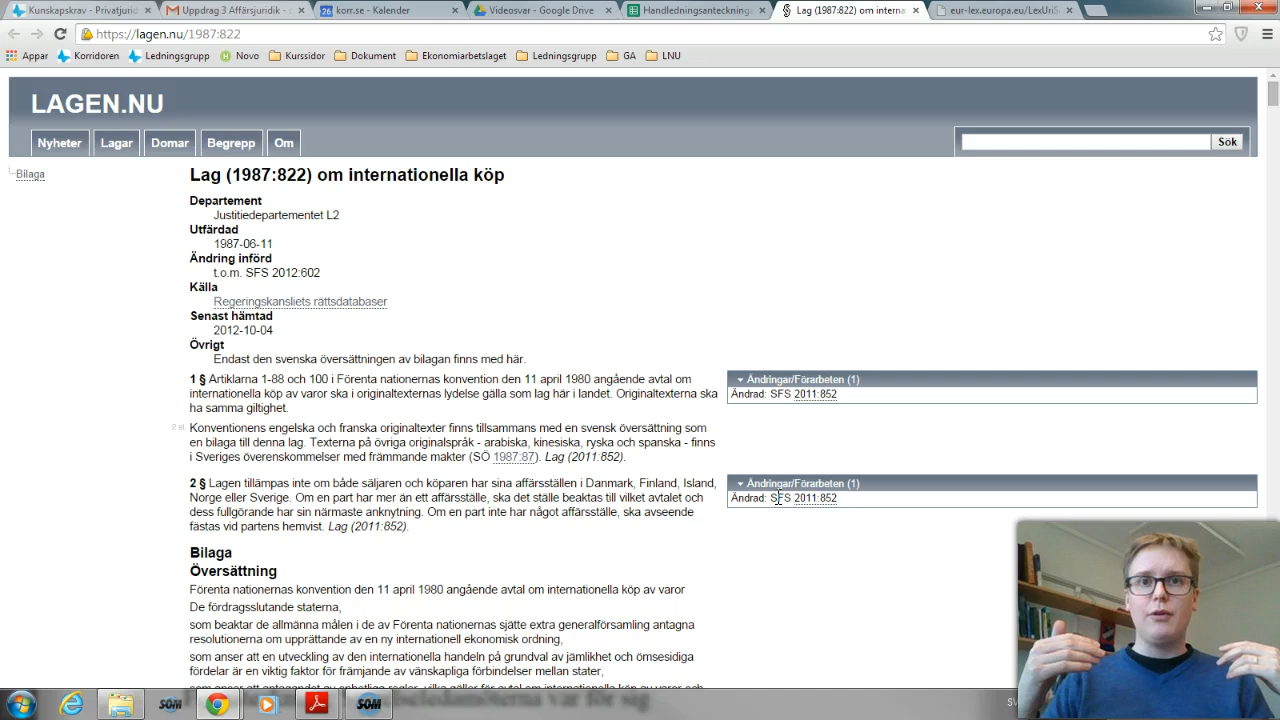 Kunskapskrav - Privatjurid
Uppdrag 3 Affärsjuridik -
korr.se - Kalender
Videosvar - Google Drive
Handledningsanteckning
Lag (1987:822) om interna
eur-lex.europa.eu/LexUriS
https://lagen.nu/1987:822
Appar Korridoren Ledningsgrupp Novo Kurssidor Dokument Ekonomiarbetslaget Ledningsgrupp GA LNU
LAGEN.NU
Nyheter Lagar Domar Begrepp Om
Sök
Bilaga
Lag (1987:822) om internationella köp
Departement
Justitiedepartementet L2
Utfärdad
1987-06-11
Ändring införd
t.o.m. SFS 2012:602
Källa
Regeringskansliets rättsdatabaser
Senast hämtad
2012-10-04
Övrigt
Endast den svenska översättningen av bilagan finns med här.
1 § Artiklarna 1-88 och 100 i Förenta nationernas konvention den 11 april 1980 angående avtal om
internationella köp av varor ska i originaltexternas lydelse gälla som lag här i landet. Originaltexterna ska
ha samma giltighet.
Ändringar/Förarbeten (1)
Ändrad: SFS 2011:852
2 st.
Konventionens engelska och franska originaltexter finns tillsammans med en svensk översättning som
en bilaga till denna lag. Texterna på övriga originalspråk - arabiska, kinesiska, ryska och spanska - finns
i Sveriges överenskommelser med främmande makter (SÖ 1987:87). Lag (2011:852).
2 § Lagen tillämpas inte om både säljaren och köparen har sina affärsställen i Danmark, Finland, Island,
Norge eller Sverige. Om en part har mer än ett affärsställe, ska det ställe beaktas till vilket avtalet och
dess fullgörande har sin närmaste anknytning. Om en part inte har något affärsställe, ska avseende
fästas vid partens hemvist. Lag (2011:852).
Ändringar/Förarbeten (1)
Ändrad: SFS 2011:852
Bilaga
Översättning
Förenta nationernas konvention den 11 april 1980 angående avtal om internationella köp av varor
De fördragsslutande staterna,
som beaktar de allmänna målen i de av Förenta nationernas sjätte extra generalförsamling antagna
resolutionerna om upprättande av en ny internationell ekonomisk ordning,
som anser att en utveckling av den internationella handeln på grundval av jämlikhet och ömsesidiga
fördelar är en viktig faktor för främjande av vänskapliga förbindelser mellan stater,
SOM
SOM
SV